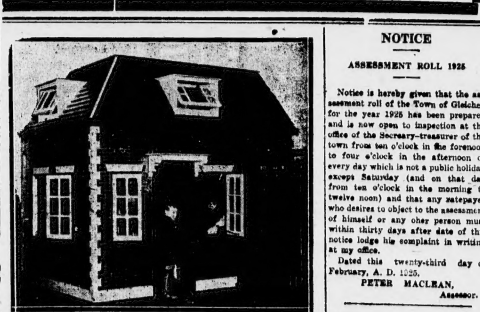 NOTICE
ASSESSMENT ROLL 1925
Notice is hereby given that the as
sessment roll of the Town of Gleiche
for the year 1925 has been prepare
and is now open to inspection at th
office of the Secreary-treasurer of th
town from ten o'clock in the forenoo
to four o'clock in the afternoon o
every day which is not a public holida
except Saturday (and on that da
from ten o'clock in the morning t
twelve noon) and that any ratepaye
who desires to object to the assessmen
of himself or any oher person mus
within thirty days after date of thi
notice lodge his complaint in writin
at my office.
Dated this twenty-third day o
February, A. D. 1925.
PETER MACLEAN,
Assessor.